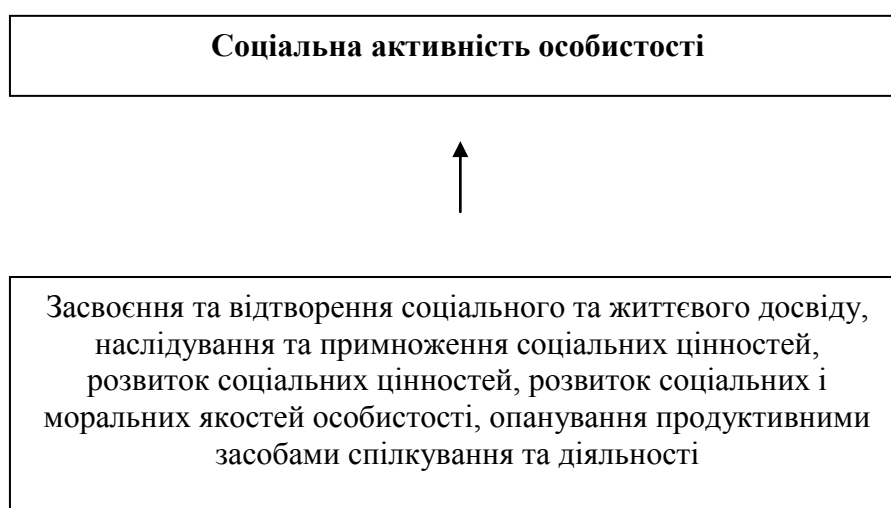 Соціальна активність особистості
Засвоєння та відтворення соціального та життєвого досвіду,
наслідування та примноження соціальних цінностей,
розвиток соціальних цінностей, розвиток соціальних і
моральних якостей особистості, опанування продуктивними
засобами спілкування та діяльності